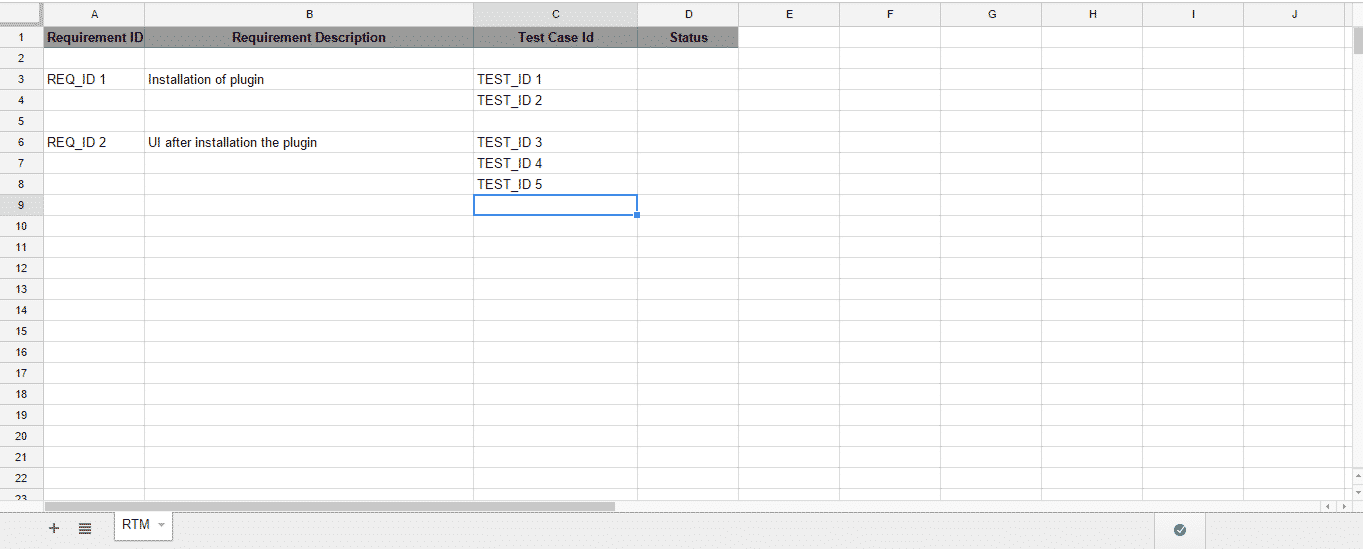 A B C D E F G H I J
1 Requirement ID Requirement Description Test Case Id Status
2
3 REQ_ID 1 Installation of plugin TEST_ID 1
4 TEST_ID 2
5
6 REQ_ID 2 UI after installation the plugin TEST_ID 3
7 TEST_ID 4
8 TEST_ID 5
9
10
11
12
13
14
15
16
17
18
19
20
21
22
23
RTM